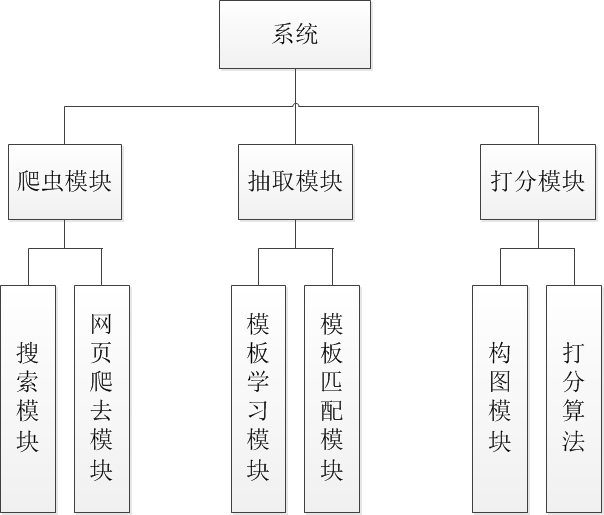 系统
爬虫模块
抽取模块
打分模块
搜索模块
网页爬去模块
模板学习模块
模板匹配模块
构图模块
打分算法